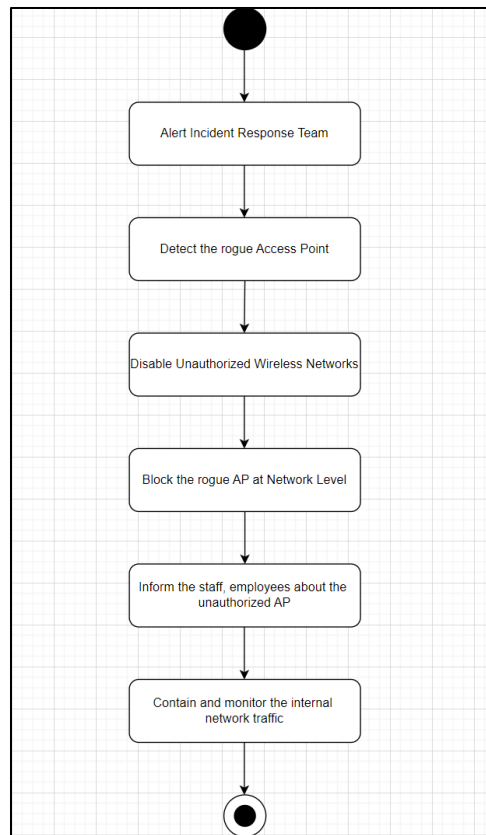 Alert Incident Response Team
Detect the rogue Access Point
Disable Unauthorized Wireless Networks
Block the rogue AP at Network Level
Inform the staff, employees about the
unauthorized AP
Contain and monitor the internal
network traffic